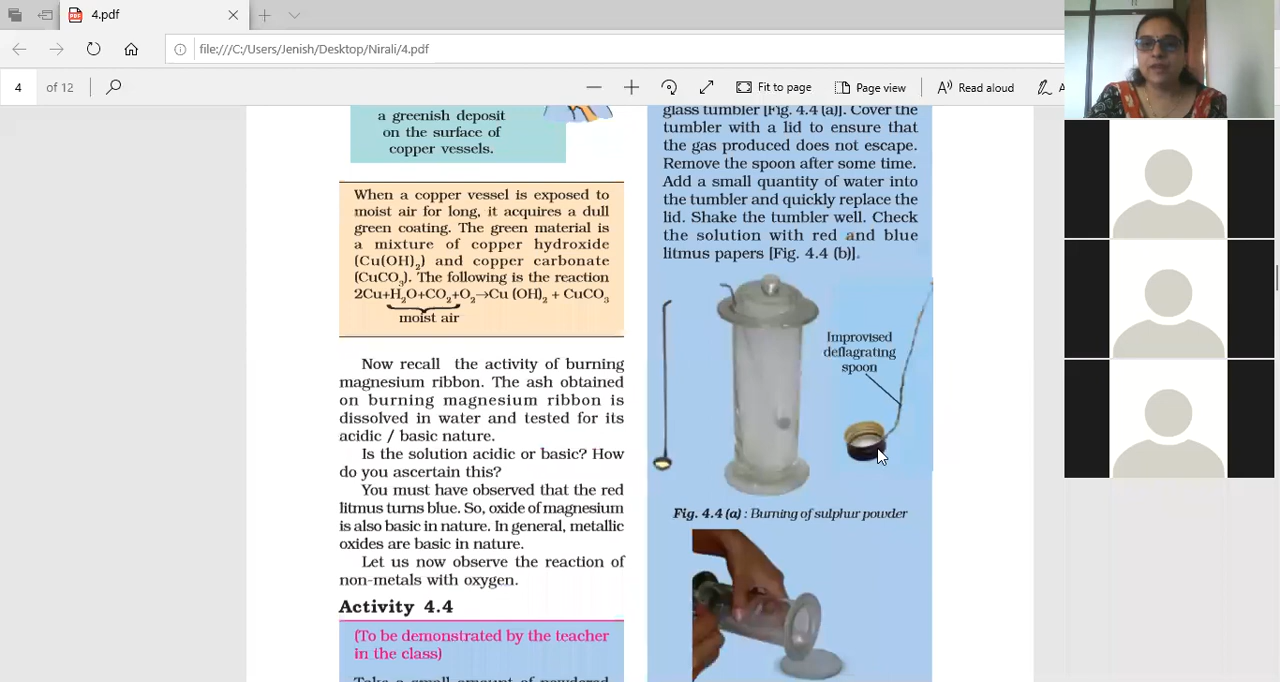 4.pdf
file:///C:/Users/Jenish/Desktop/Nirali/4.pdf
4 of 12
Fit to page
Page view
Read aloud
a greenish deposit
on the surface of
copper vessels.
When a copper vessel is exposed to
moist air for long, it acquires a dull
green coating. The green material is
a mixture of copper hydroxide
(Cu(OH)₂) and copper carbonate
(CuCO₃). The following is the reaction
2Cu+H₂O+CO₂+O₂→Cu (OH)₂ + CuCO₃
moist air
Now recall the activity of burning
magnesium ribbon. The ash obtained
on burning magnesium ribbon is
dissolved in water and tested for its
acidic / basic nature.
Is the solution acidic or basic? How
do you ascertain this?
You must have observed that the red
litmus turns blue. So, oxide of magnesium
is also basic in nature. In general, metallic
oxides are basic in nature.
Let us now observe the reaction of
non-metals with oxygen.
Activity 4.4
(To be demonstrated by the teacher
in the class)
Take a small amount of powdered
glass tumbler [Fig. 4.4 (a)]. Cover the
tumbler with a lid to ensure that
the gas produced does not escape.
Remove the spoon after some time.
Add a small quantity of water into
the tumbler and quickly replace the
lid. Shake the tumbler well. Check
the solution with red and blue
litmus papers [Fig. 4.4 (b)].
Improvised
deflagrating
spoon
Fig. 4.4 (a) : Burning of sulphur powder